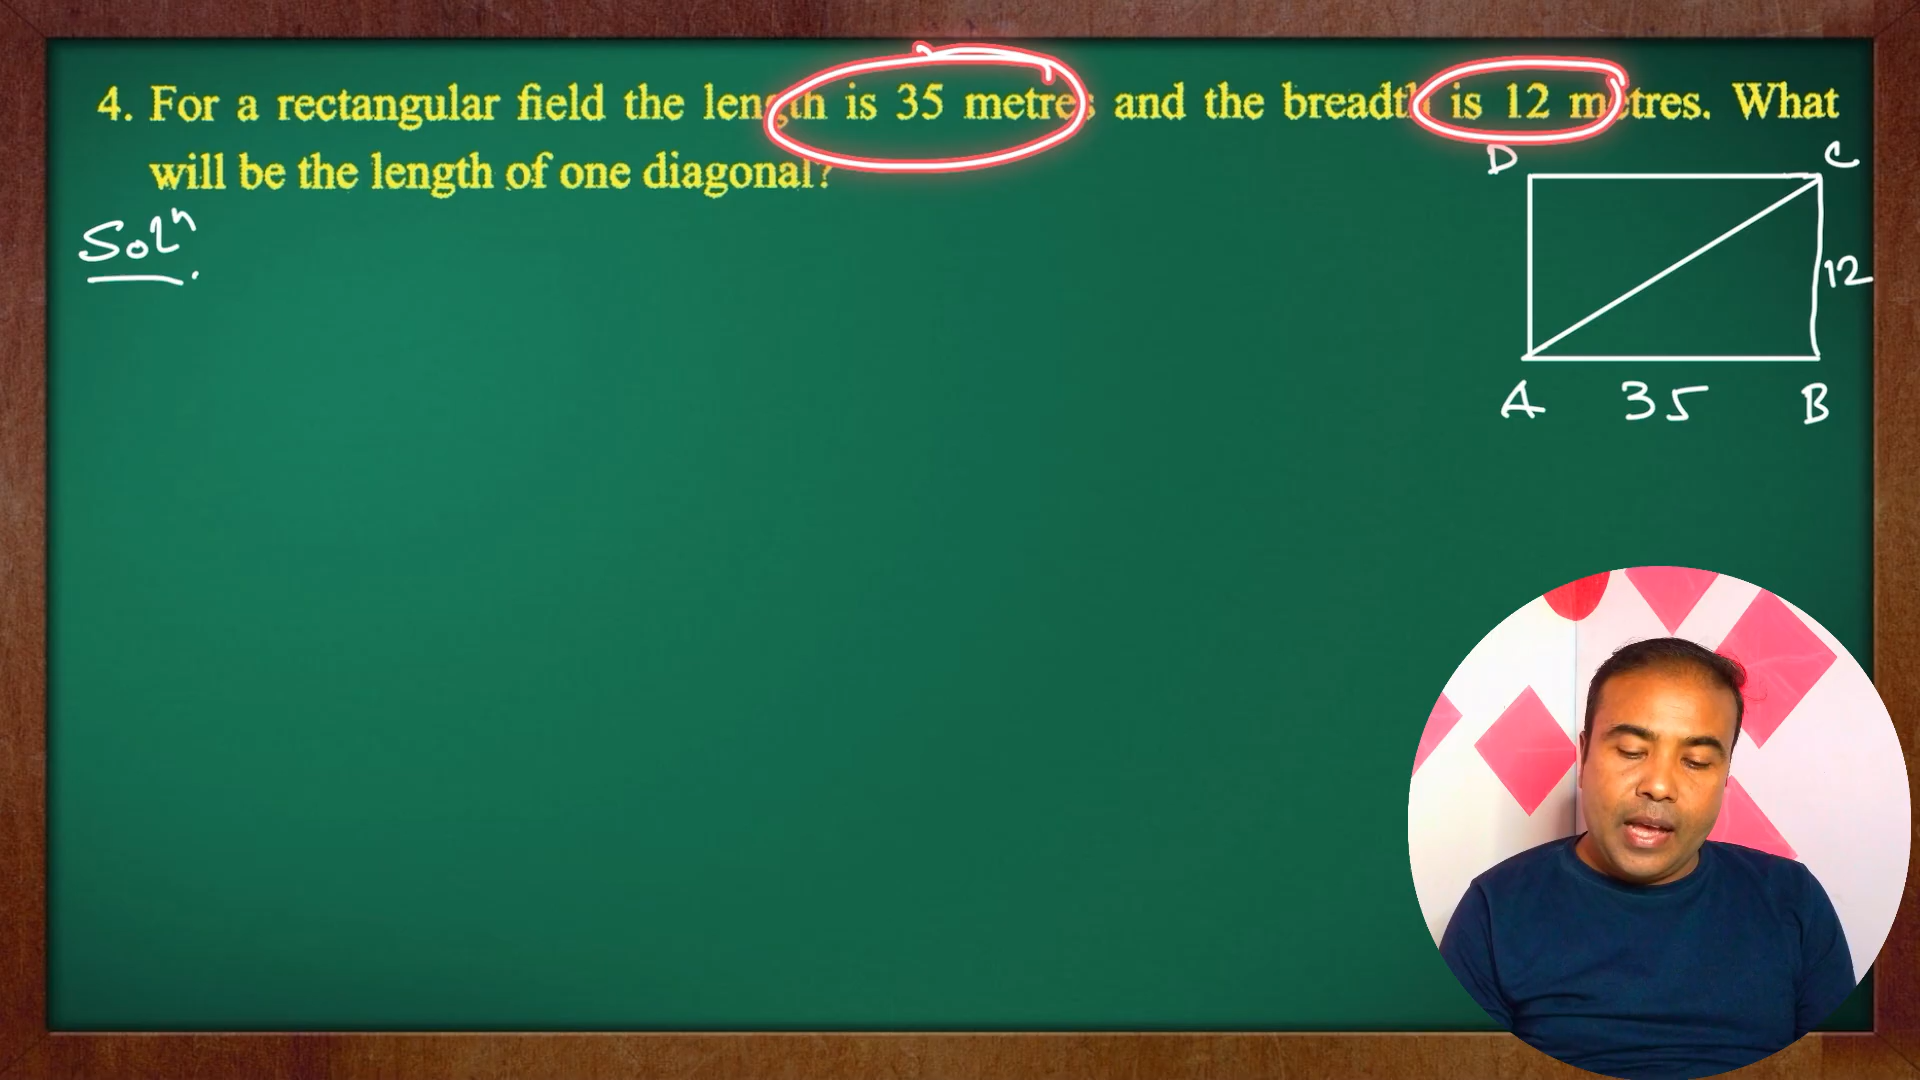 4. For a rectangular field the length is 35 metres and the breadth is 12 metres. What
will be the length of one diagonal?
Solⁿ.
D C
12
A 35 B